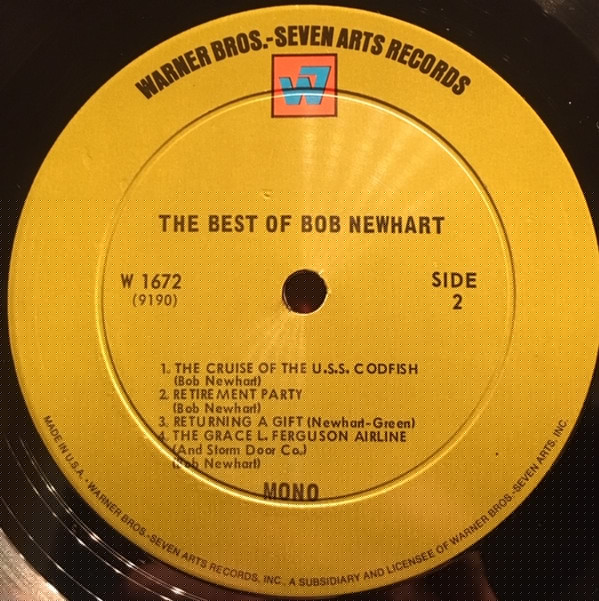 WARNER BROS.-SEVEN ARTS RECORDS
W7
THE BEST OF BOB NEWHART
W 1672
(9190)
SIDE
2
1. THE CRUISE OF THE U.S.S. CODFISH
(Bob Newhart)
2. RETIREMENT PARTY
(Bob Newhart)
3. RETURNING A GIFT (Newhart-Green)
4. THE GRACE L. FERGUSON AIRLINE
(And Storm Door Co.)
(Bob Newhart)
MONO
MADE IN U.S.A. • WARNER BROS.-SEVEN ARTS RECORDS, INC., A SUBSIDIARY AND LICENSEE OF WARNER BROS.-SEVEN ARTS, INC.